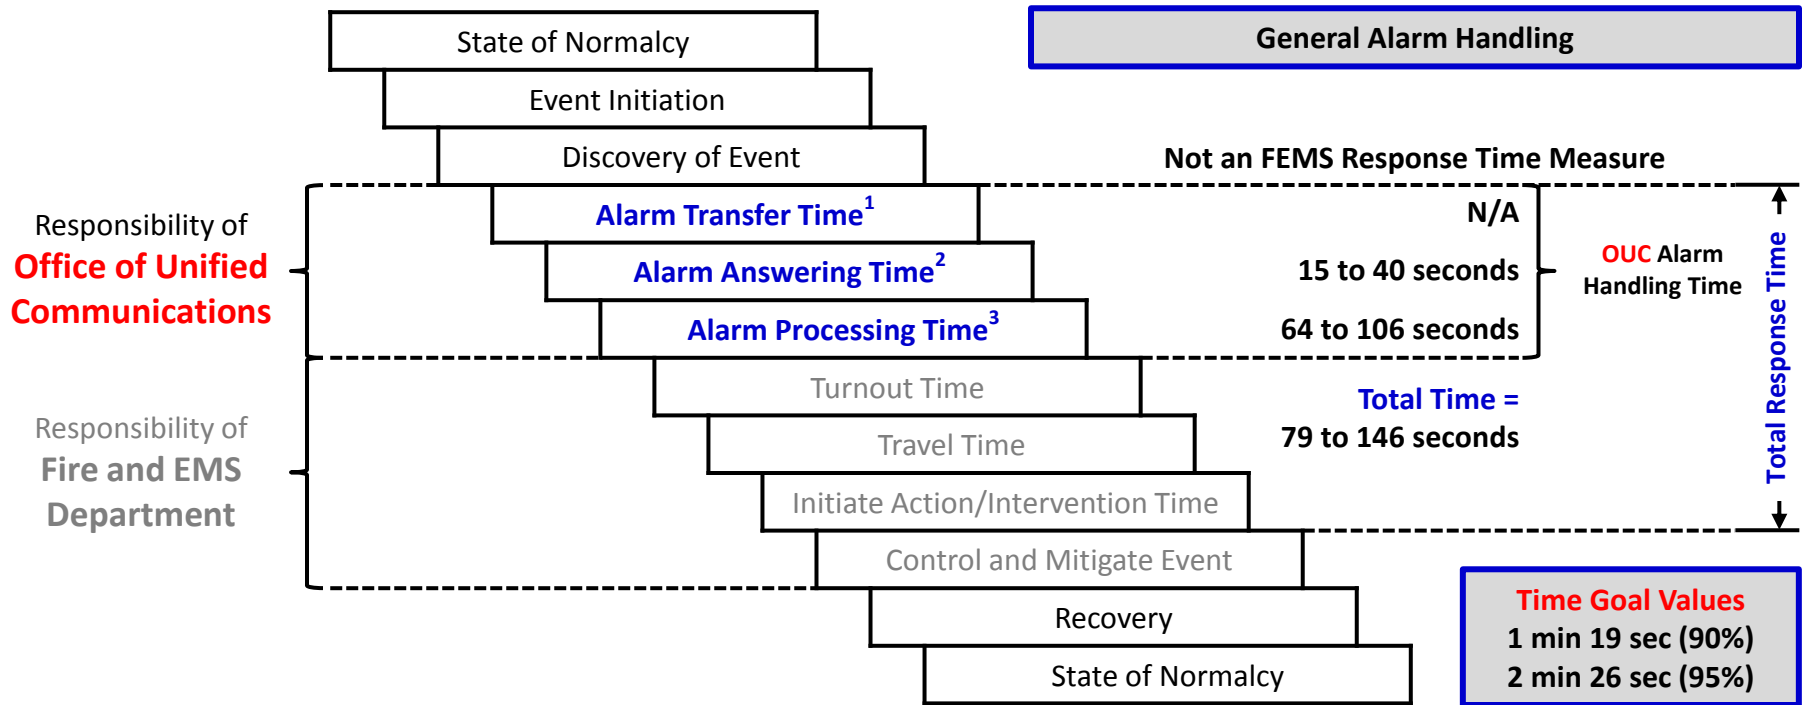 State of Normalcy
General Alarm Handling
Event Initiation
Discovery of Event
Not an FEMS Response Time Measure
Responsibility of
Office of Unified
Communications
Alarm Transfer Time¹
N/A
Alarm Answering Time²
15 to 40 seconds
Alarm Processing Time³
64 to 106 seconds
OUC Alarm
Handling Time
Total Response Time
Responsibility of
Fire and EMS
Department
Turnout Time
Total Time =
79 to 146 seconds
Travel Time
Initiate Action/Intervention Time
Control and Mitigate Event
Recovery
State of Normalcy
Time Goal Values
1 min 19 sec (90%)
2 min 26 sec (95%)